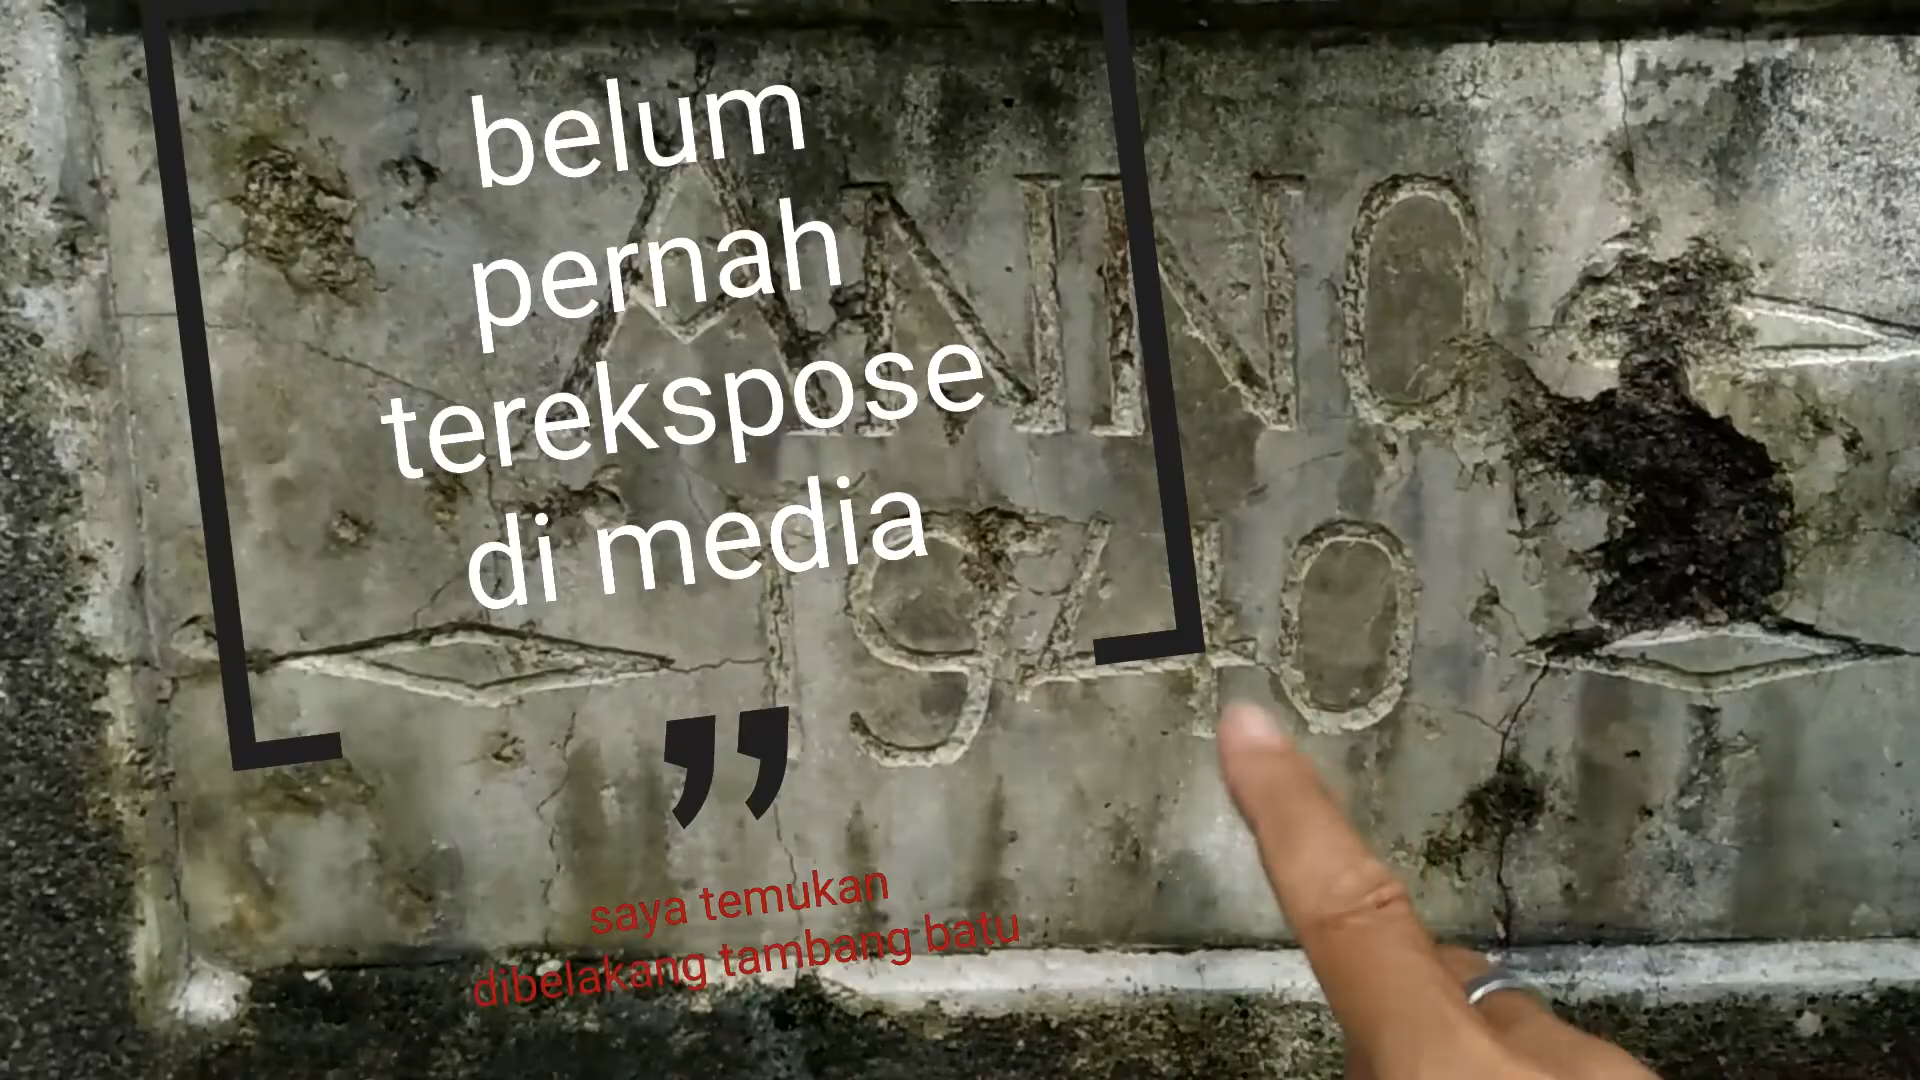 belum
pernah
terekspose
di media
ANNO
1940
”
saya temukan
dibelakang tambang batu